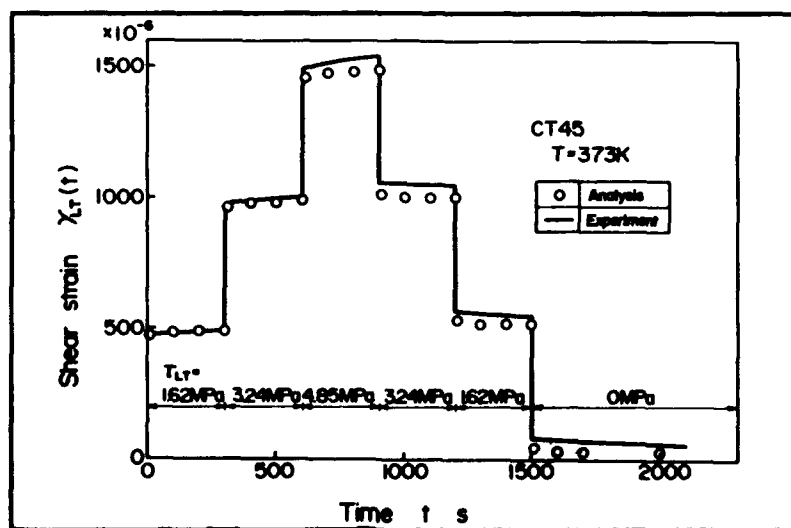 ×10⁻⁶
1500
1000
500
0
Shear strain γLT(t)
CT45
T=373K
Analysis
Experiment
τLT=
1.62MPa 3.24MPa 4.85MPa 3.24MPa 1.62MPa 0MPa
0 500 1000 1500 2000
Time t s